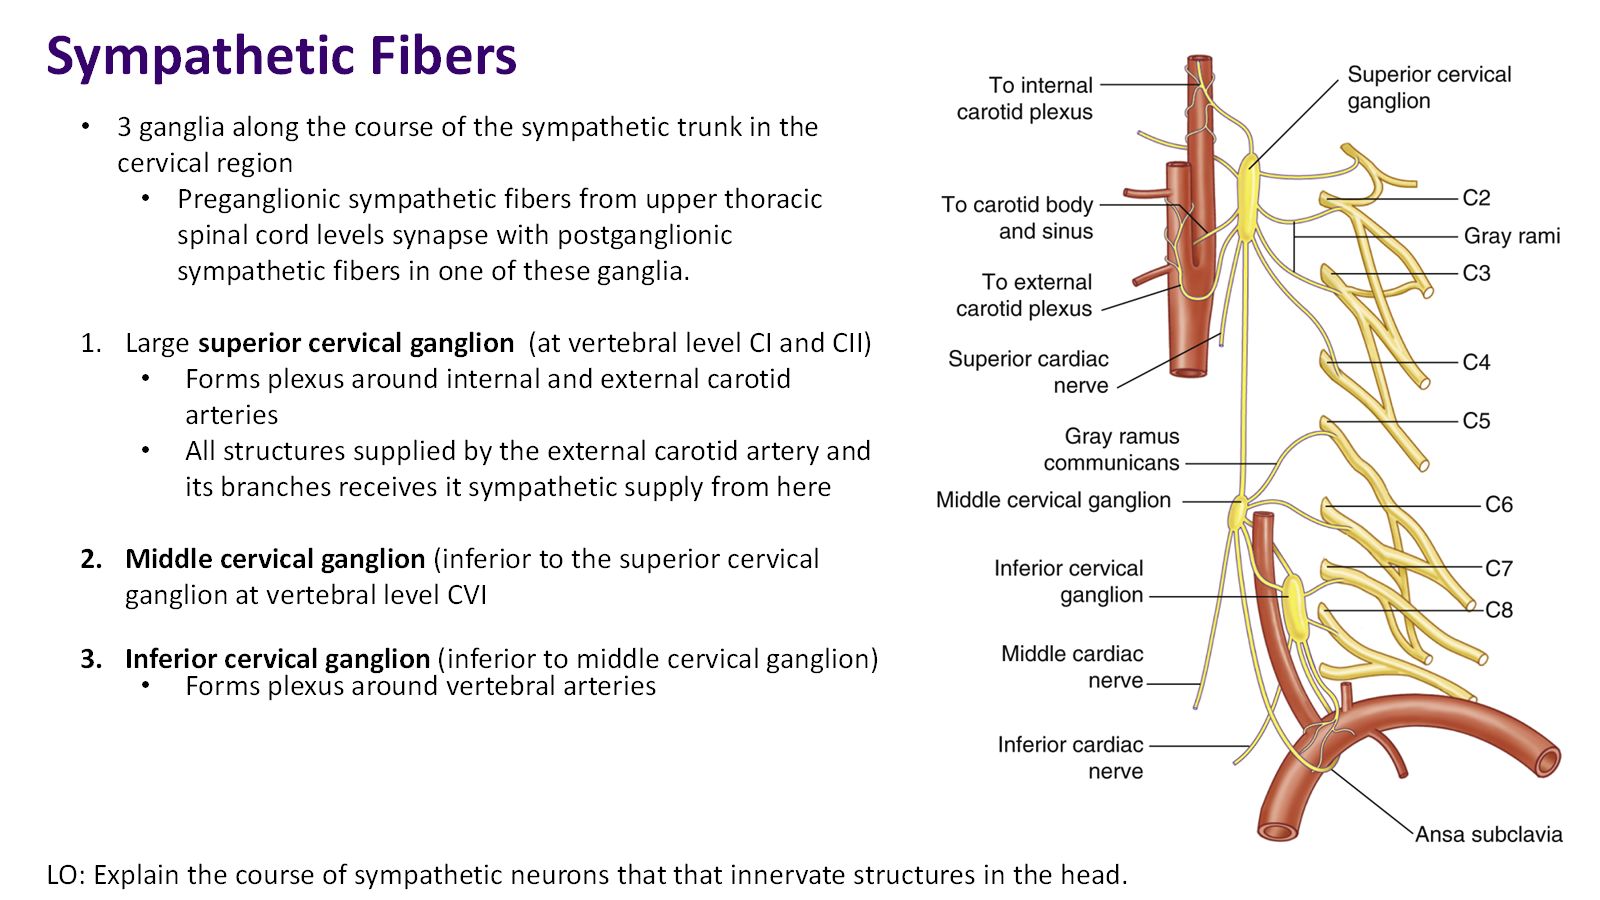 Sympathetic Fibers
• 3 ganglia along the course of the sympathetic trunk in the
cervical region
• Preganglionic sympathetic fibers from upper thoracic
spinal cord levels synapse with postganglionic
sympathetic fibers in one of these ganglia.
1. Large superior cervical ganglion (at vertebral level CI and CII)
• Forms plexus around internal and external carotid
arteries
• All structures supplied by the external carotid artery and
its branches receives it sympathetic supply from here
2. Middle cervical ganglion (inferior to the superior cervical
ganglion at vertebral level CVI
3. Inferior cervical ganglion (inferior to middle cervical ganglion)
• Forms plexus around vertebral arteries
To internal
carotid plexus
Superior cervical
ganglion
To carotid body
and sinus
C2
Gray rami
C3
To external
carotid plexus
Superior cardiac
nerve
C4
C5
Gray ramus
communicans
Middle cervical ganglion
C6
Inferior cervical
ganglion
C7
C8
Middle cardiac
nerve
Inferior cardiac
nerve
Ansa subclavia
LO: Explain the course of sympathetic neurons that that innervate structures in the head.